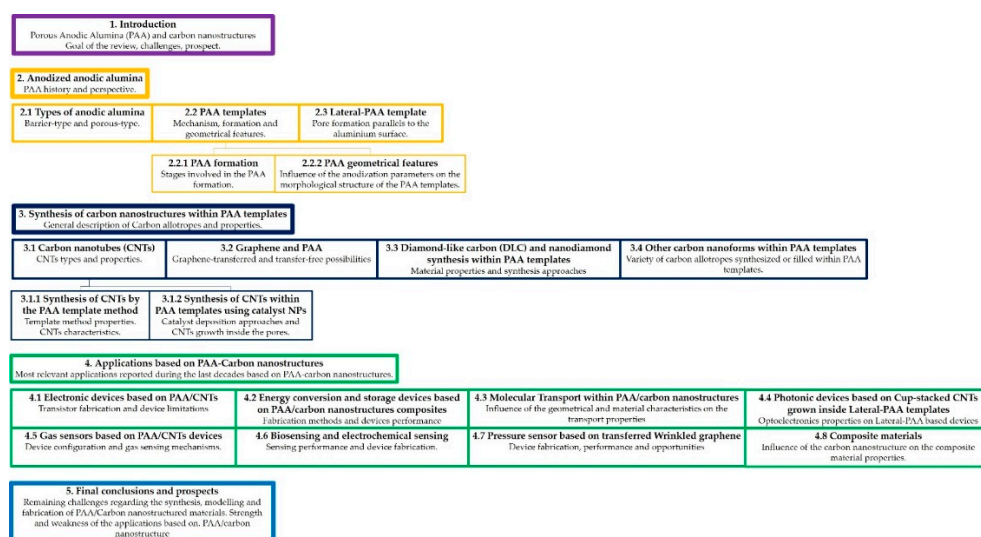 1. Introduction
Porous Anodic Alumina (PAA) and carbon nanostructures
Goal of the review, challenges, prospect.
2. Anodized anodic alumina
PAA history and perspective.
2.1 Types of anodic alumina
Barrier-type and porous-type.
2.2 PAA templates
Mechanism, formation and
geometrical features.
2.3 Lateral-PAA template
Pore formation parallels to the
aluminium surface.
2.2.1 PAA formation
Stages involved in the PAA
formation.
2.2.2 PAA geometrical features
Influence of the anodization parameters on the
morphological structure of the PAA templates.
3. Synthesis of carbon nanostructures within PAA templates
General description of Carbon allotropes and properties.
3.1 Carbon nanotubes (CNTs)
CNTs types and properties.
3.2 Graphene and PAA
Graphene-transferred and transfer-free possibilities
3.3 Diamond-like carbon (DLC) and nanodiamond
synthesis within PAA templates
Material properties and synthesis approaches
3.4 Other carbon nanoforms within PAA templates
Variety of carbon allotropes synthesized or filled within PAA
templates.
3.1.1 Synthesis of CNTs by
the PAA template method
Template method properties.
CNTs characteristics.
3.1.2 Synthesis of CNTs within
PAA templates using catalyst NPs
Catalyst deposition approaches and
CNTs growth inside the pores.
4. Applications based on PAA-Carbon nanostructures
Most relevant applications reported during the last decades based on PAA-carbon nanostructures.
4.1 Electronic devices based on PAA/CNTs
Transistor fabrication and device limitations
4.2 Energy conversion and storage devices based
on PAA/carbon nanostructures composites
Fabrication methods and devices performance
4.3 Molecular Transport within PAA/carbon nanostructures
Influence of the geometrical and material characteristics on the
transport properties
4.4 Photonic devices based on Cup-stacked CNTs
grown inside Lateral-PAA templates
Optoelectronics properties on Lateral-PAA based devices
4.5 Gas sensors based on PAA/CNTs devices
Device configuration and gas sensing mechanisms.
4.6 Biosensing and electrochemical sensing
Sensing performance and device fabrication.
4.7 Pressure sensor based on transferred Wrinkled graphene
Device fabrication, performance and opportunities
4.8 Composite materials
Influence of the carbon nanostructure on the composite
material properties.
5. Final conclusions and prospects
Remaining challenges regarding the synthesis, modelling and
fabrication of PAA/Carbon nanostructured materials. Strength
and weakness of the applications based on. PAA/carbon
nanostructure